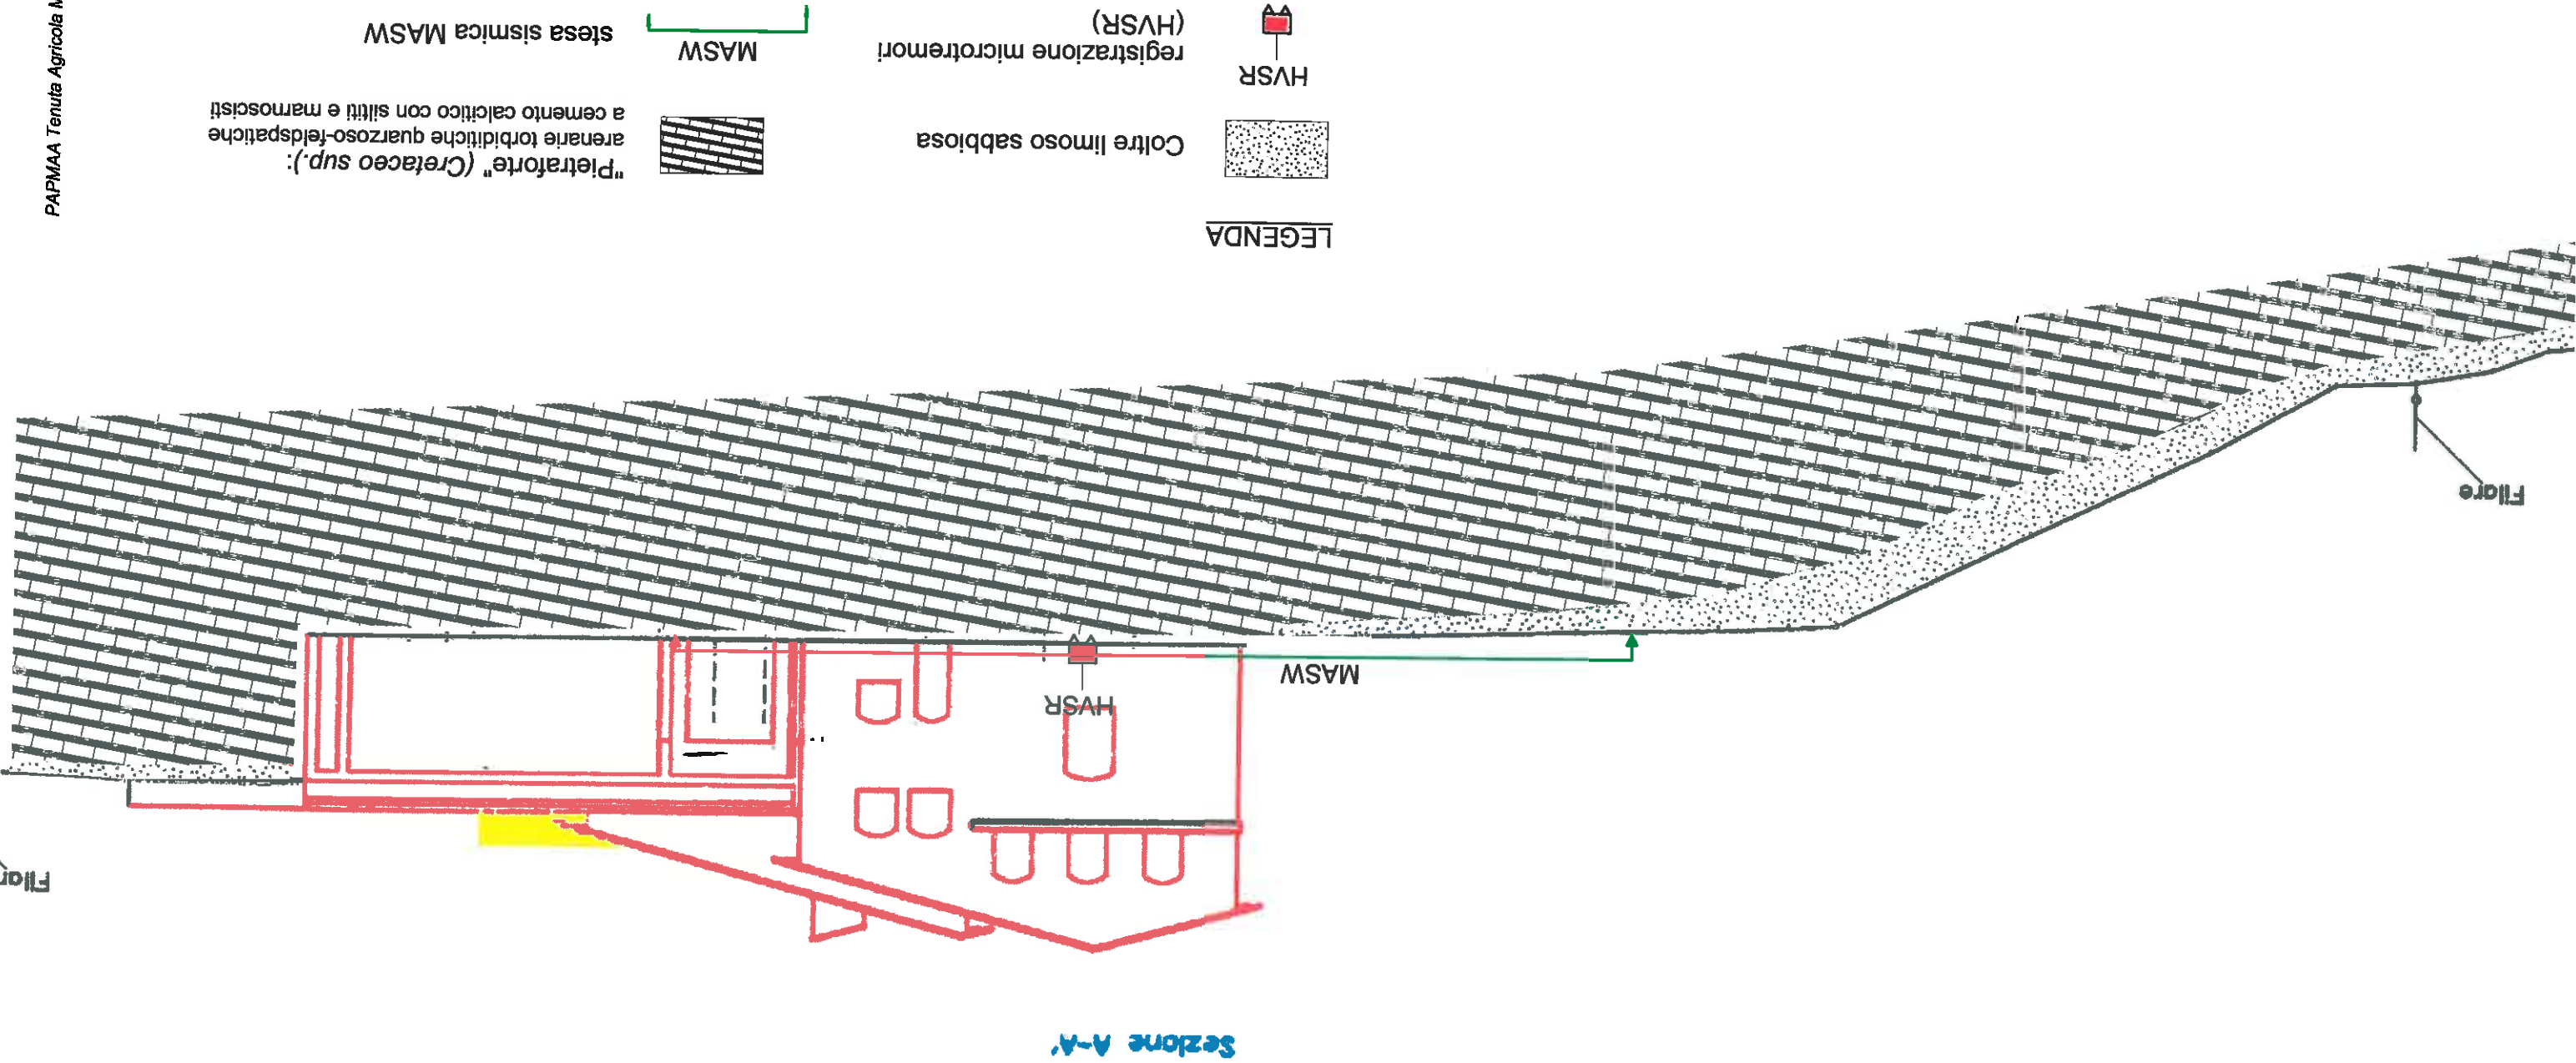 Sezione A-A'
Filare
HVSR
MASW
LEGENDA
Coltre limoso sabbiosa
HVSR
registrazione microtremori
(HVSR)
"Pietraforte" (Cretaceo sup.):
arenarie torbiditiche quarzoso-feldspatiche
a cemento calcitico con siltiti e marnoscisti
MASW
stesa sismica MASW
PAPMAA Tenuta Agricola